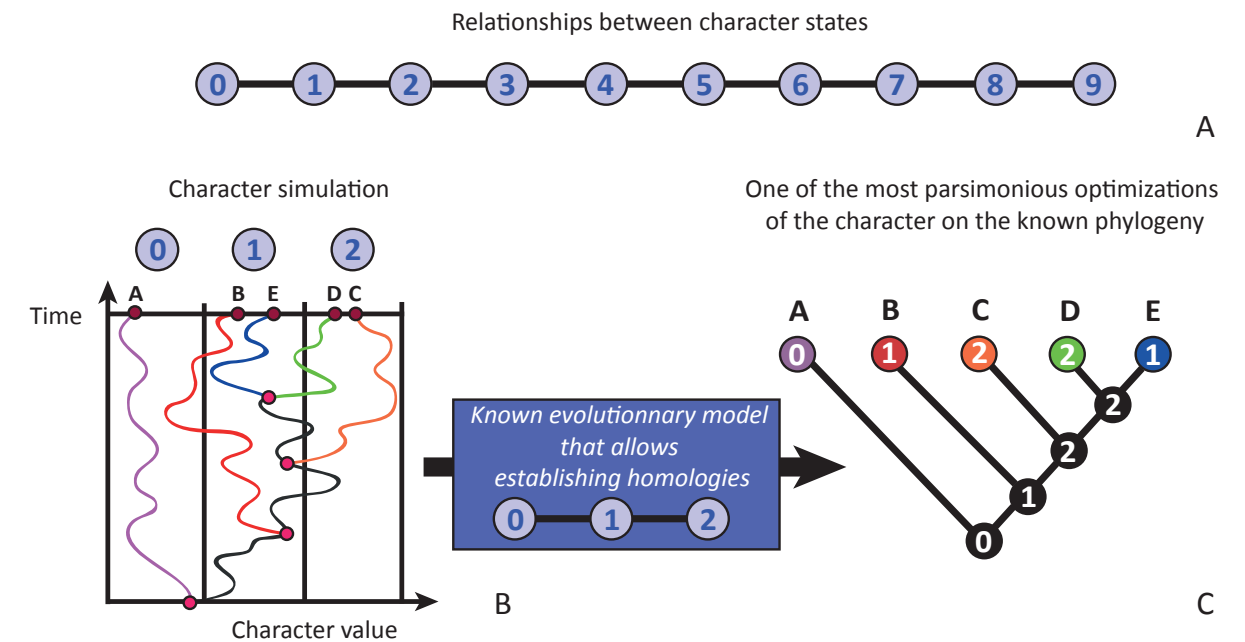 Relationships between character states
0 1 2 3 4 5 6 7 8 9
A
Character simulation
0 1 2
A B E D C
Time
Character value
B
Known evolutionnary model
that allows
establishing homologies
0 1 2
One of the most parsimonious optimizations
of the character on the known phylogeny
A B C D E
0 1 2 2 1
2
2
1
0
C